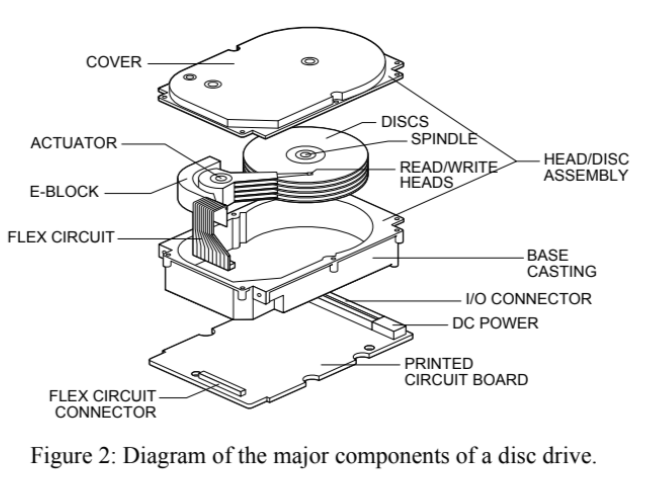 COVER
DISCS
SPINDLE
ACTUATOR
READ/WRITE
HEADS
HEAD/DISC
ASSEMBLY
E-BLOCK
FLEX CIRCUIT
BASE
CASTING
I/O CONNECTOR
DC POWER
PRINTED
CIRCUIT BOARD
FLEX CIRCUIT
CONNECTOR
Figure 2: Diagram of the major components of a disc drive.